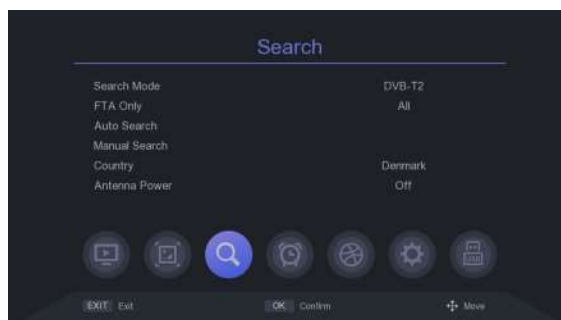 Search
Search Mode DVB-T2
FTA Only All
Auto Search
Manual Search
Country Denmark
Antenna Power Off
USB
EXIT Exit OK Confirm Move